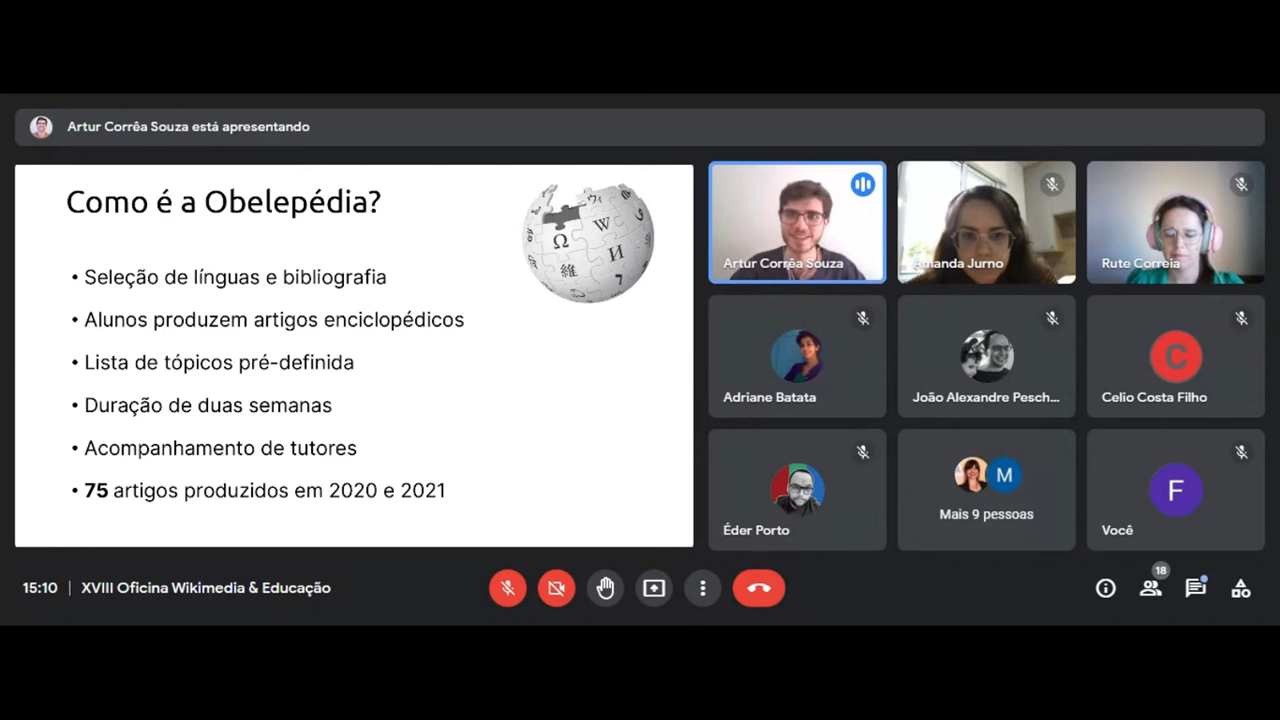 Artur Corrêa Souza está apresentando
Como é a Obelepédia?
• Seleção de línguas e bibliografia
• Alunos produzem artigos enciclopédicos
• Lista de tópicos pré-definida
• Duração de duas semanas
• Acompanhamento de tutores
• 75 artigos produzidos em 2020 e 2021
Ω
W
И
維
Artur Corrêa Souza
Amanda Jurno
Rute Correia
Adriane Batata
João Alexandre Pesch...
C
Celio Costa Filho
Éder Porto
M
Mais 9 pessoas
F
Você
15:10 | XVIII Oficina Wikimedia & Educação
18